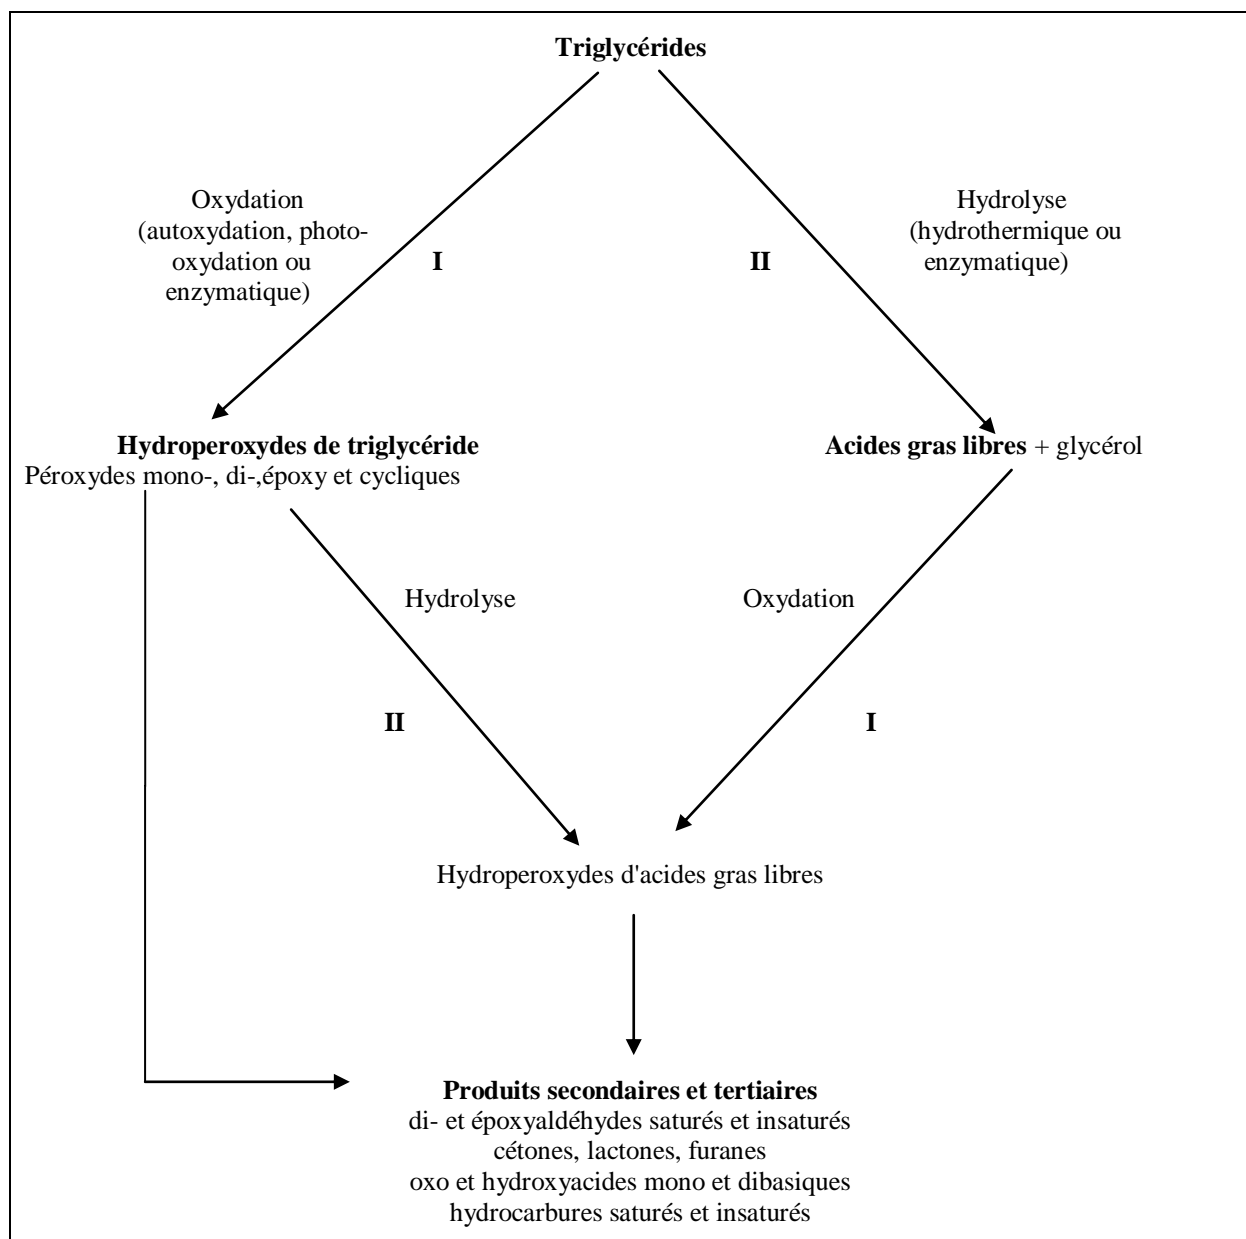 Triglycérides
Oxydation
(autoxydation, photo-
oxydation ou
enzymatique)
I
II
Hydrolyse
(hydrothermique ou
enzymatique)
Hydroperoxydes de triglycéride
Péroxydes mono-, di-,époxy et cycliques
Acides gras libres + glycérol
Hydrolyse
Oxydation
II
I
Hydroperoxydes d'acides gras libres
Produits secondaires et tertiaires
di- et époxyaldéhydes saturés et insaturés
cétones, lactones, furanes
oxo et hydroxyacides mono et dibasiques
hydrocarbures saturés et insaturés